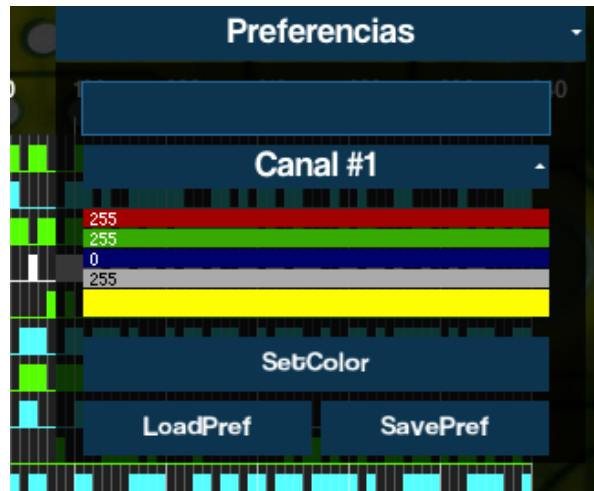 Preferencias
Canal #1
255
255
0
255
SetColor
LoadPref
SavePref